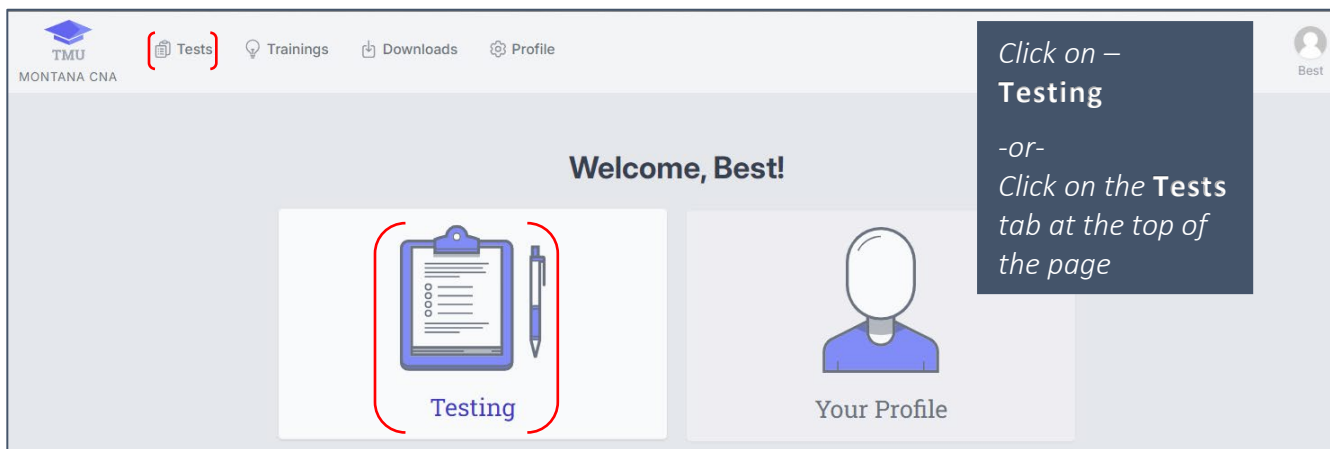 TMU
MONTANA CNA
Tests
Trainings
Downloads
Profile
Best
Click on –
Testing
-or-
Click on the Tests
tab at the top of
the page
Welcome, Best!
Testing
Your Profile